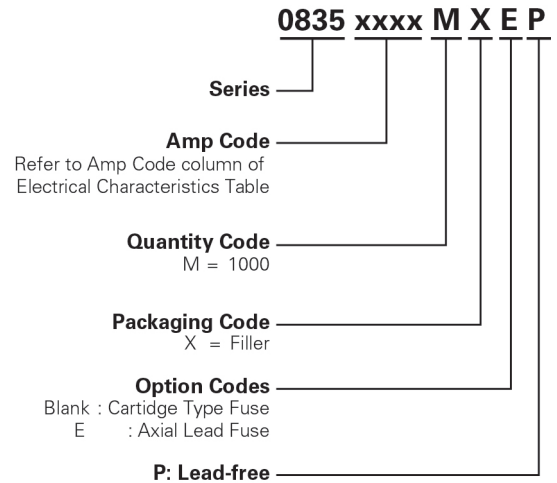 0835 xxxx M X E P
Series
Amp Code
Refer to Amp Code column of
Electrical Characteristics Table
Quantity Code
M = 1000
Packaging Code
X = Filler
Option Codes
Blank : Cartidge Type Fuse
E : Axial Lead Fuse
P: Lead-free